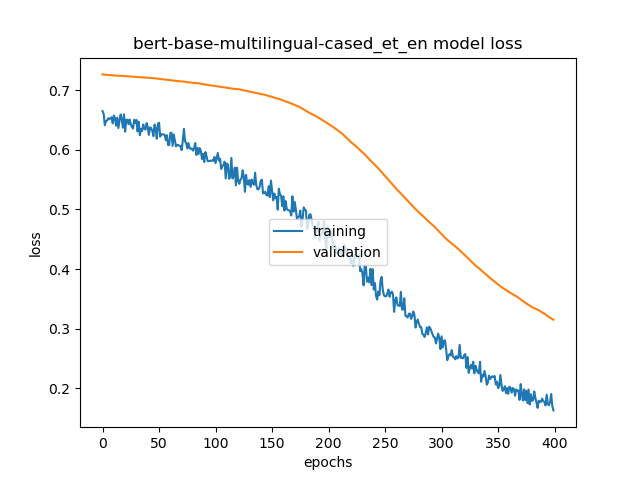 bert-base-multilingual-cased_et_en model loss
0.7
0.6
0.5
0.4
0.3
0.2
loss
training
validation
0 50 100 150 200 250 300 350 400
epochs